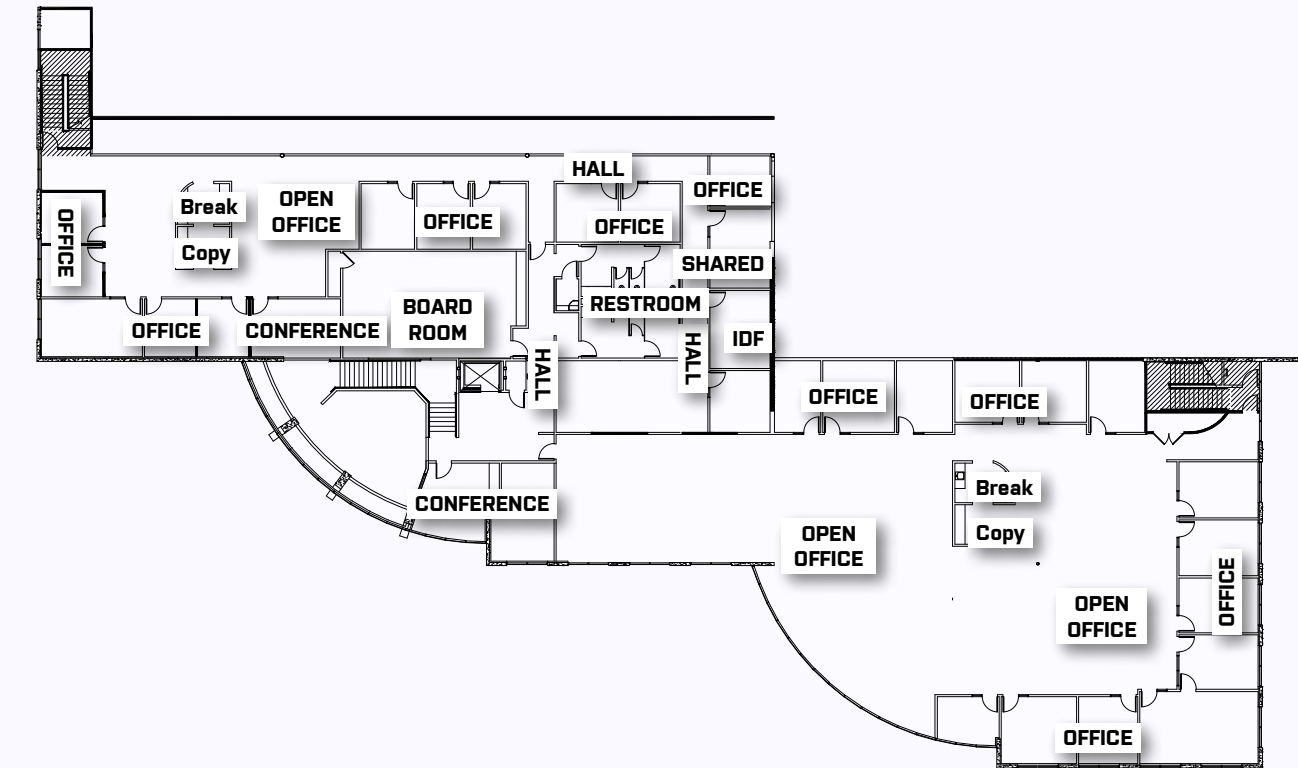 HALL
OFFICE
Break
OPEN
OFFICE
OFFICE
OFFICE
OFFICE
Copy
SHARED
BOARD
ROOM
RESTROOM
OFFICE
CONFERENCE
IDF
HALL
HALL
OFFICE
OFFICE
CONFERENCE
Break
Copy
OPEN
OFFICE
OPEN
OFFICE
OFFICE
OFFICE